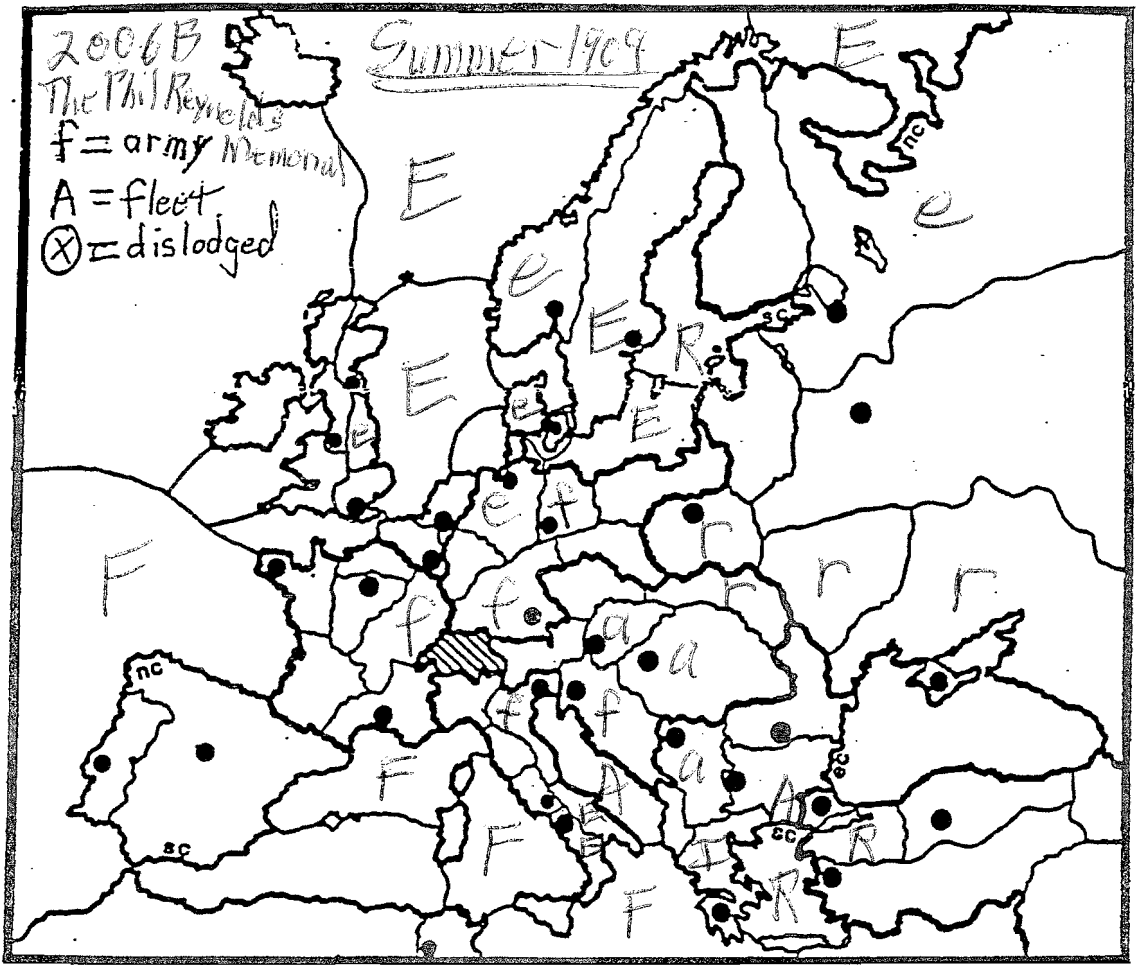 2006B
Summer 1909
The Phil Reynolds
Memorial
f = army
A = fleet
Ⓧ = dislodged
E
E
nc
e
e
E
R
sc
E
e
E
e
e
f
r
F
f
f
r
r
r
a
a
nc
f
f
a
F
A
A
ec
F
E
I
sc
R
sc
F
R